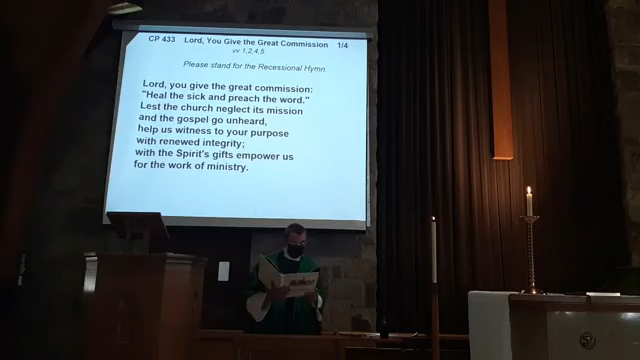 CP 433 Lord, You Give the Great Commission 1/4
vv 1,2,4,5
Please stand for the Recessional Hymn.
Lord, you give the great commission:
"Heal the sick and preach the word."
Lest the church neglect its mission
and the gospel go unheard,
help us witness to your purpose
with renewed integrity;
with the Spirit's gifts empower us
for the work of ministry.